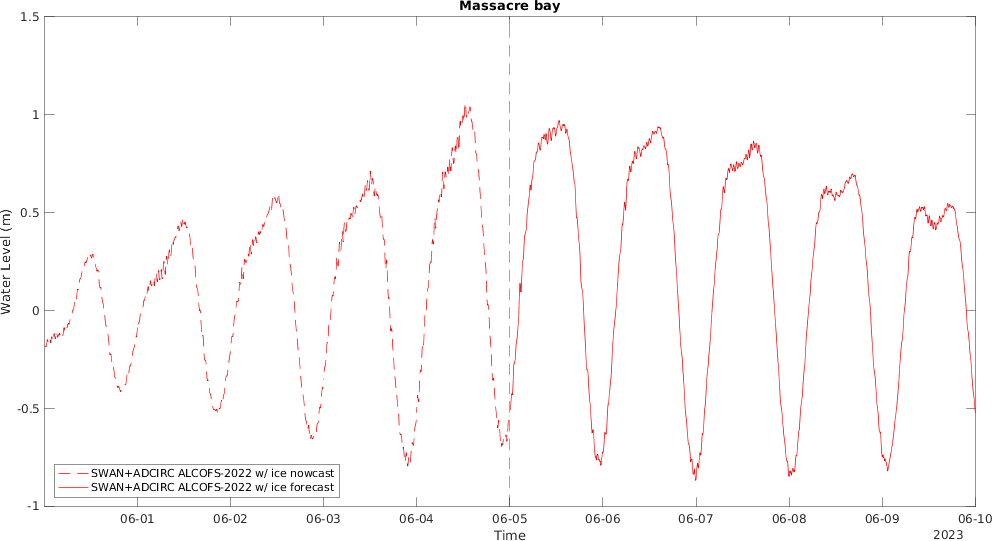 Massacre bay
1.5
1
0.5
0
-0.5
-1
Water Level (m)
SWAN+ADCIRC ALCOFS-2022 w/ ice nowcast
SWAN+ADCIRC ALCOFS-2022 w/ ice forecast
06-01 06-02 06-03 06-04 06-05 06-06 06-07 06-08 06-09 06-10
Time
2023